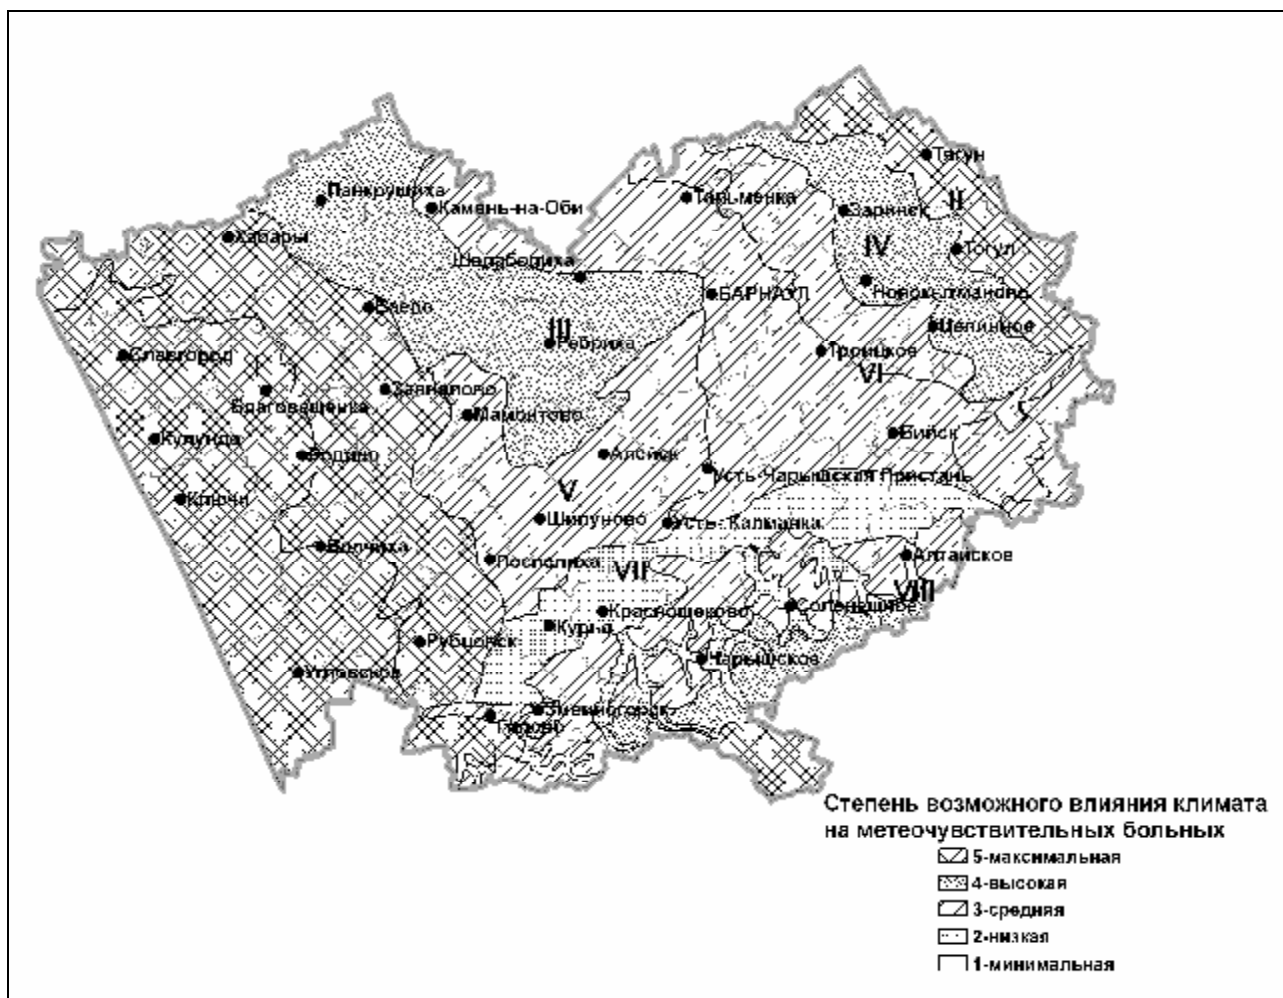 Тягун
Панкрушиха
Камень-на-Оби
Тальменка
II
Заринск
Хабары
IV
Тогул
Шелаболиха
БАРНАУЛ
Баево
III
Целинное
Ребриха
Славгород
Троицкое
VI
Завьялово
Благовещенка
Мамонтово
Кулунда
Бийск
Родино
Алейск
Усть-Чарышская Пристань
V
Ключи
Шипуново
Усть-Калманка
Волчиха
Поспелиха
Алтайское
VII
VIII
Краснощеково
Солонешное
Курья
Рубцовск
Чарышское
Угловское
Змеиногорск
Степень возможного влияния климата
на метеочувствительных больных
5-максимальная
4-высокая
3-средняя
2-низкая
1-минимальная